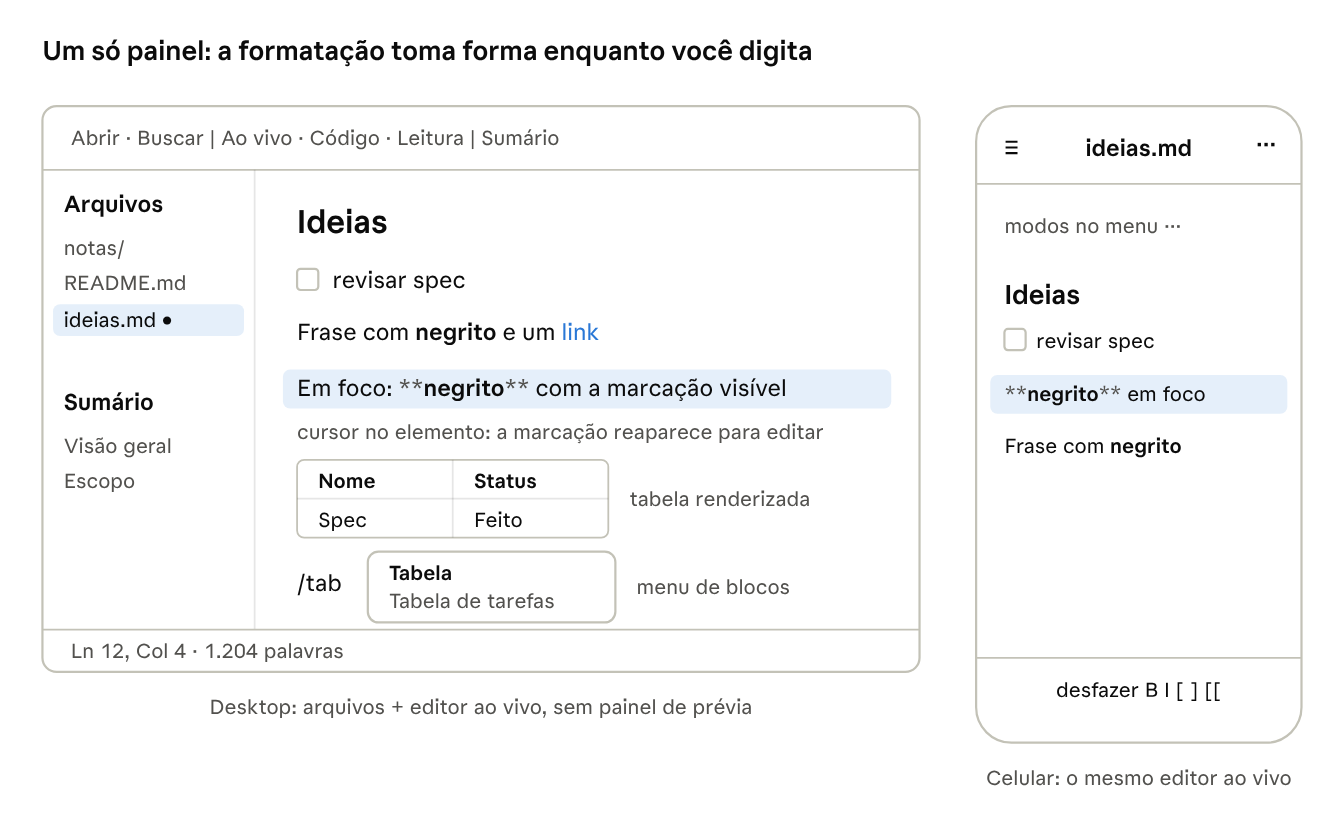 Um só painel: a formatação toma forma enquanto você digita
Abrir · Buscar | Ao vivo · Código · Leitura | Sumário
Arquivos
notas/
README.md
ideias.md •
Sumário
Visão geral
Escopo
Ideias
revisar spec
Frase com negrito e um link
Em foco: **negrito** com a marcação visível
cursor no elemento: a marcação reaparece para editar
Nome Status
Spec Feito
tabela renderizada
/tab
Tabela
Tabela de tarefas
menu de blocos
Ln 12, Col 4 · 1.204 palavras
Desktop: arquivos + editor ao vivo, sem painel de prévia
☰ ideias.md ···
modos no menu ···
Ideias
revisar spec
**negrito** em foco
Frase com negrito
desfazer B I [ ] [[
Celular: o mesmo editor ao vivo